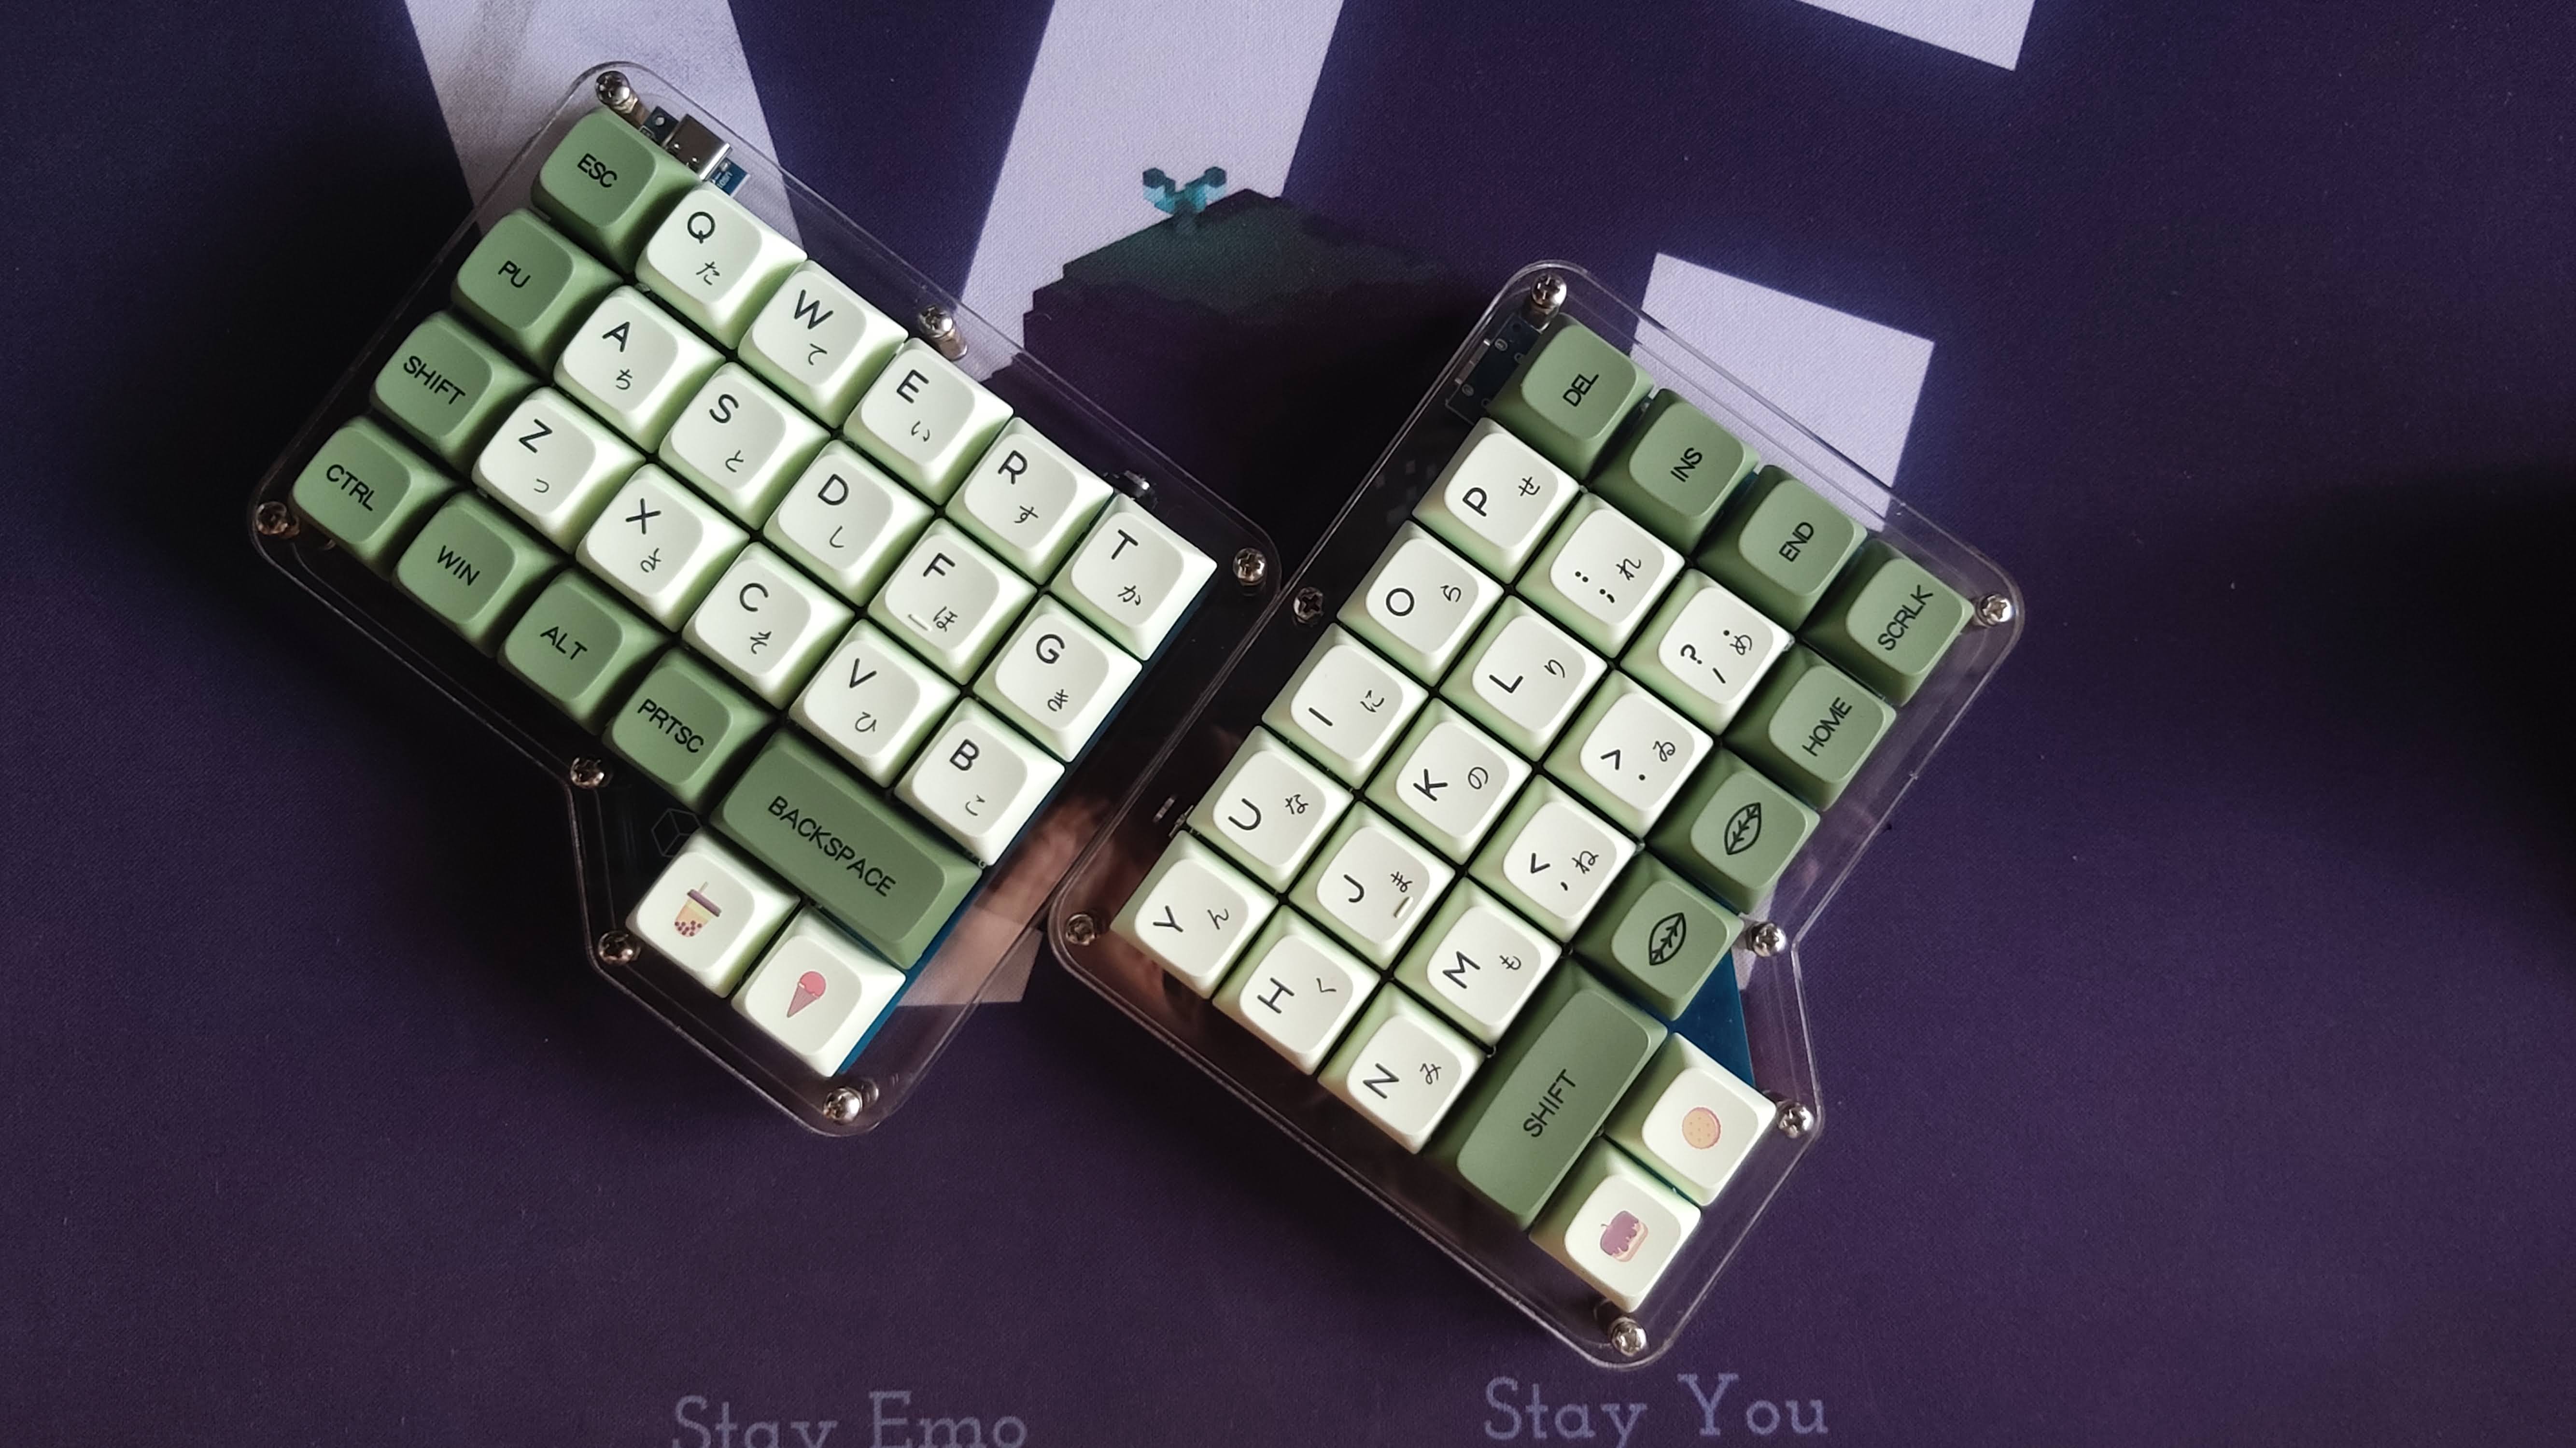 ESC
Q た
W て
E い
R す
T か
PU
A ち
S と
D し
F ほ
G き
SHIFT
Z つ
X さ
C そ
V ひ
B こ
CTRL
WIN
ALT
PRTSC
BACKSPACE
Y ん
U な
I に
O ら
P せ
DEL
H く
J ま
K の
L り
; : れ
INS
N み
M も
< , ね
> . る
? / め
END
SHIFT
HOME
SCRLK
Stay Emo
Stay You